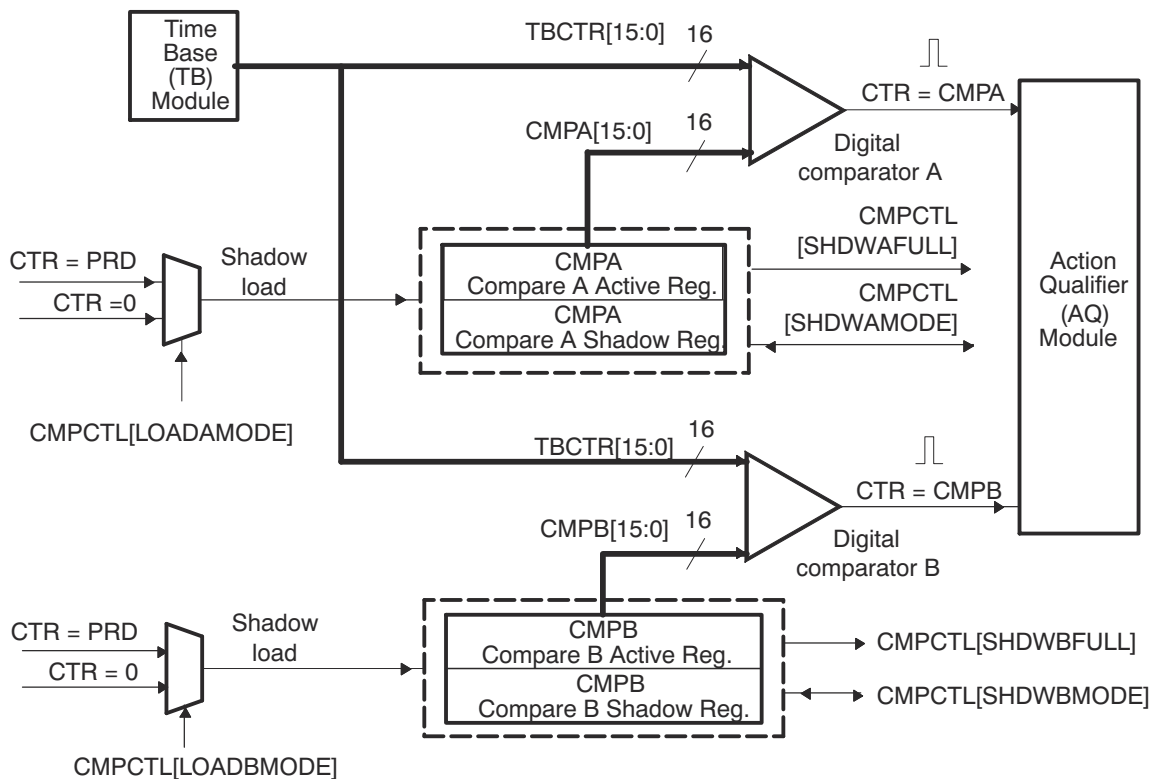 Time
Base
(TB)
Module
TBCTR[15:0]
16
CTR = CMPA
CMPA[15:0]
16
Digital
comparator A
CMPCTL
[SHDWAFULL]
CMPCTL
[SHDWAMODE]
Action
Qualifier
(AQ)
Module
CTR = PRD
CTR =0
Shadow
load
CMPA
Compare A Active Reg.
CMPA
Compare A Shadow Reg.
CMPCTL[LOADAMODE]
TBCTR[15:0]
16
CTR = CMPB
CMPB[15:0]
16
Digital
comparator B
CTR = PRD
CTR = 0
Shadow
load
CMPB
Compare B Active Reg.
CMPB
Compare B Shadow Reg.
CMPCTL[SHDWBFULL]
CMPCTL[SHDWBMODE]
CMPCTL[LOADBMODE]